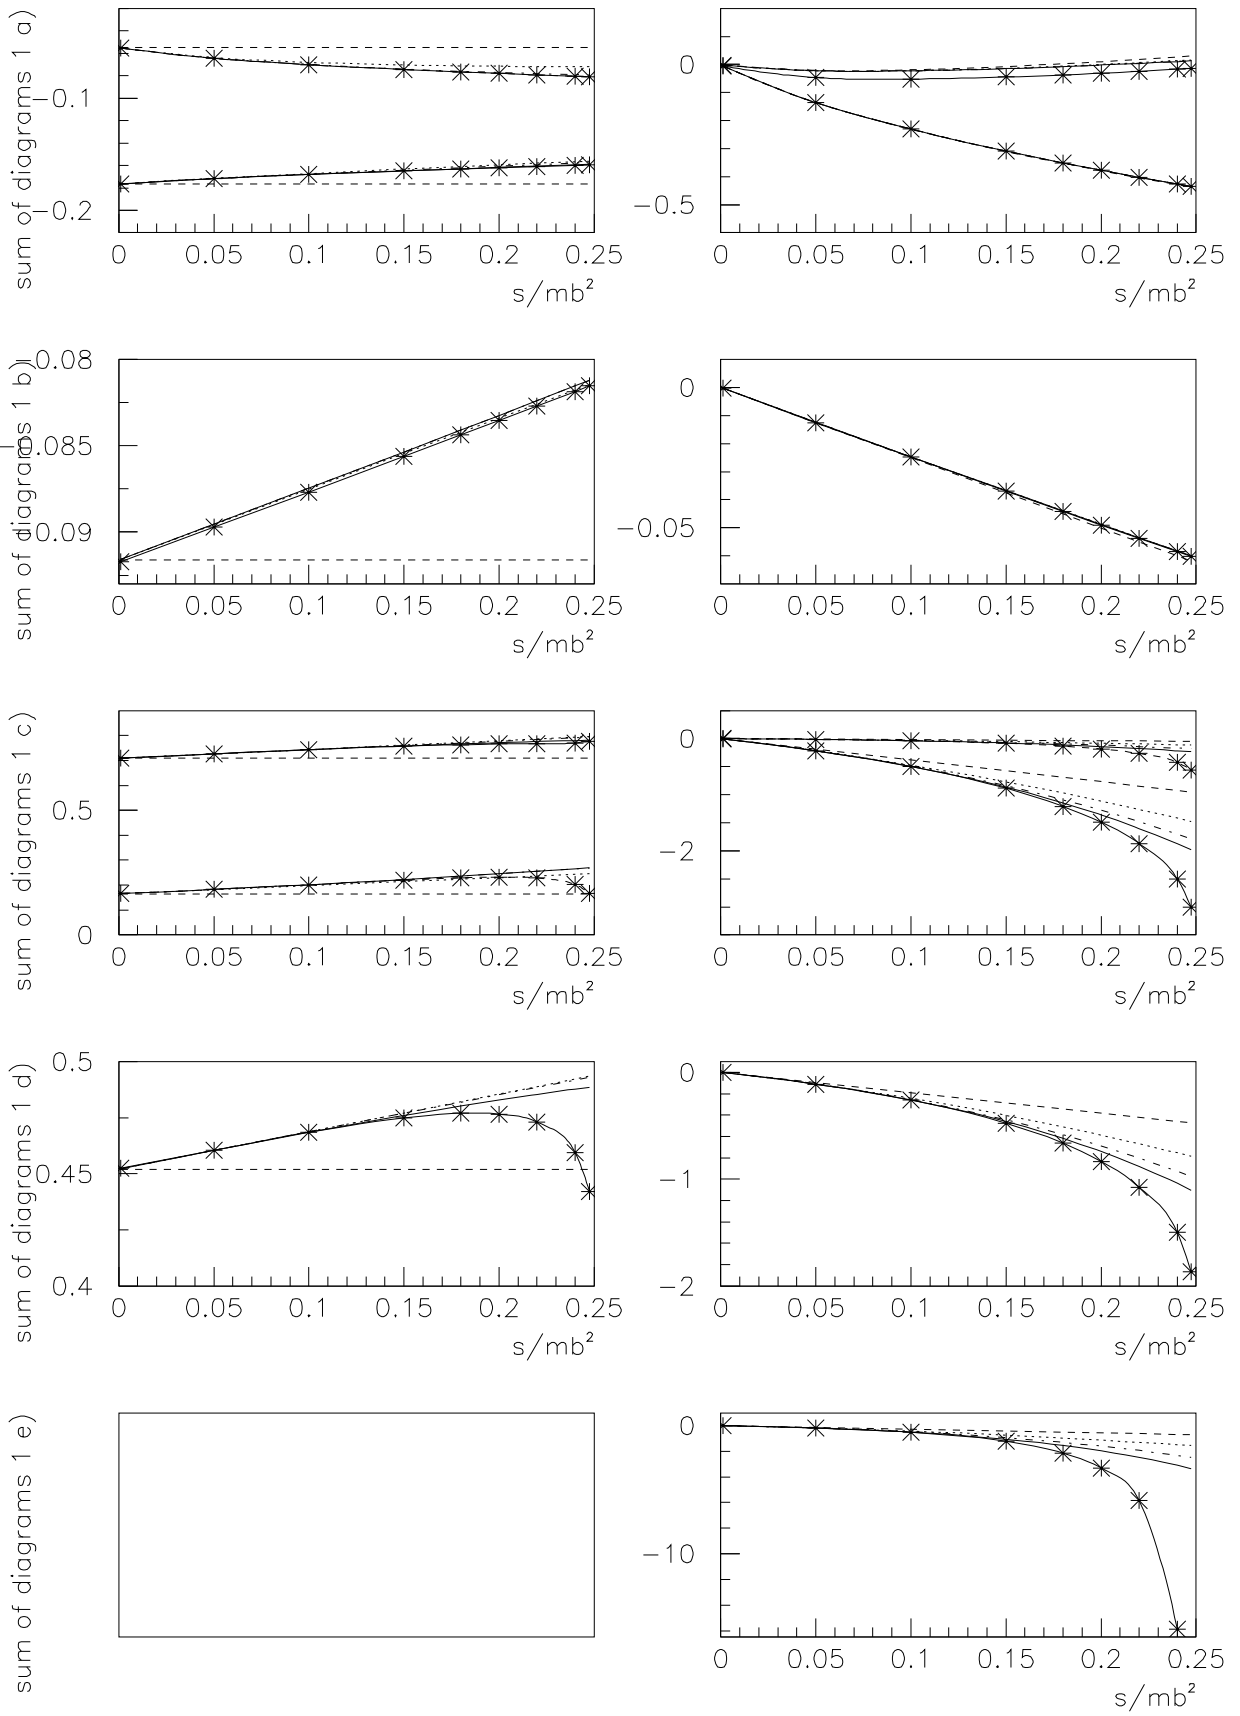 sum of diagrams 1 a)
−0.1
−0.2
0 0.05 0.1 0.15 0.2 0.25
s/mb²
0
−0.5
0 0.05 0.1 0.15 0.2 0.25
s/mb²
sum of diagrams 1 b)
−0.08
−0.085
−0.09
0 0.05 0.1 0.15 0.2 0.25
s/mb²
0
−0.05
0 0.05 0.1 0.15 0.2 0.25
s/mb²
sum of diagrams 1 c)
0.5
0
0 0.05 0.1 0.15 0.2 0.25
s/mb²
0
−2
0 0.05 0.1 0.15 0.2 0.25
s/mb²
sum of diagrams 1 d)
0.5
0.45
0.4
0 0.05 0.1 0.15 0.2 0.25
s/mb²
0
−1
−2
0 0.05 0.1 0.15 0.2 0.25
s/mb²
sum of diagrams 1 e)
0
−10
0 0.05 0.1 0.15 0.2 0.25
s/mb²